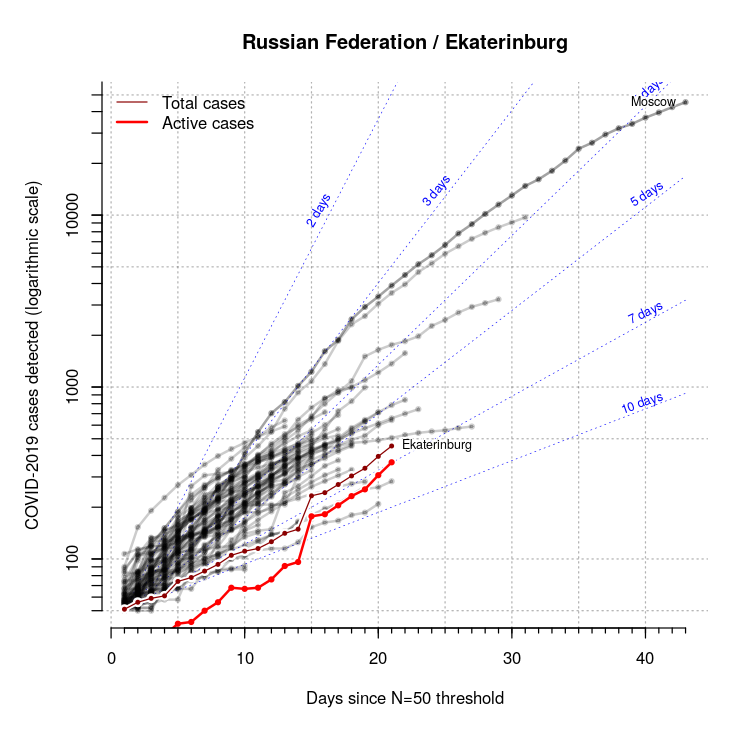 Russian Federation / Ekaterinburg
Total cases
Active cases
COVID-2019 cases detected (logarithmic scale)
100
1000
10000
2 days
3 days
days
5 days
7 days
10 days
Moscow
Ekaterinburg
0
10
20
30
40
Days since N=50 threshold